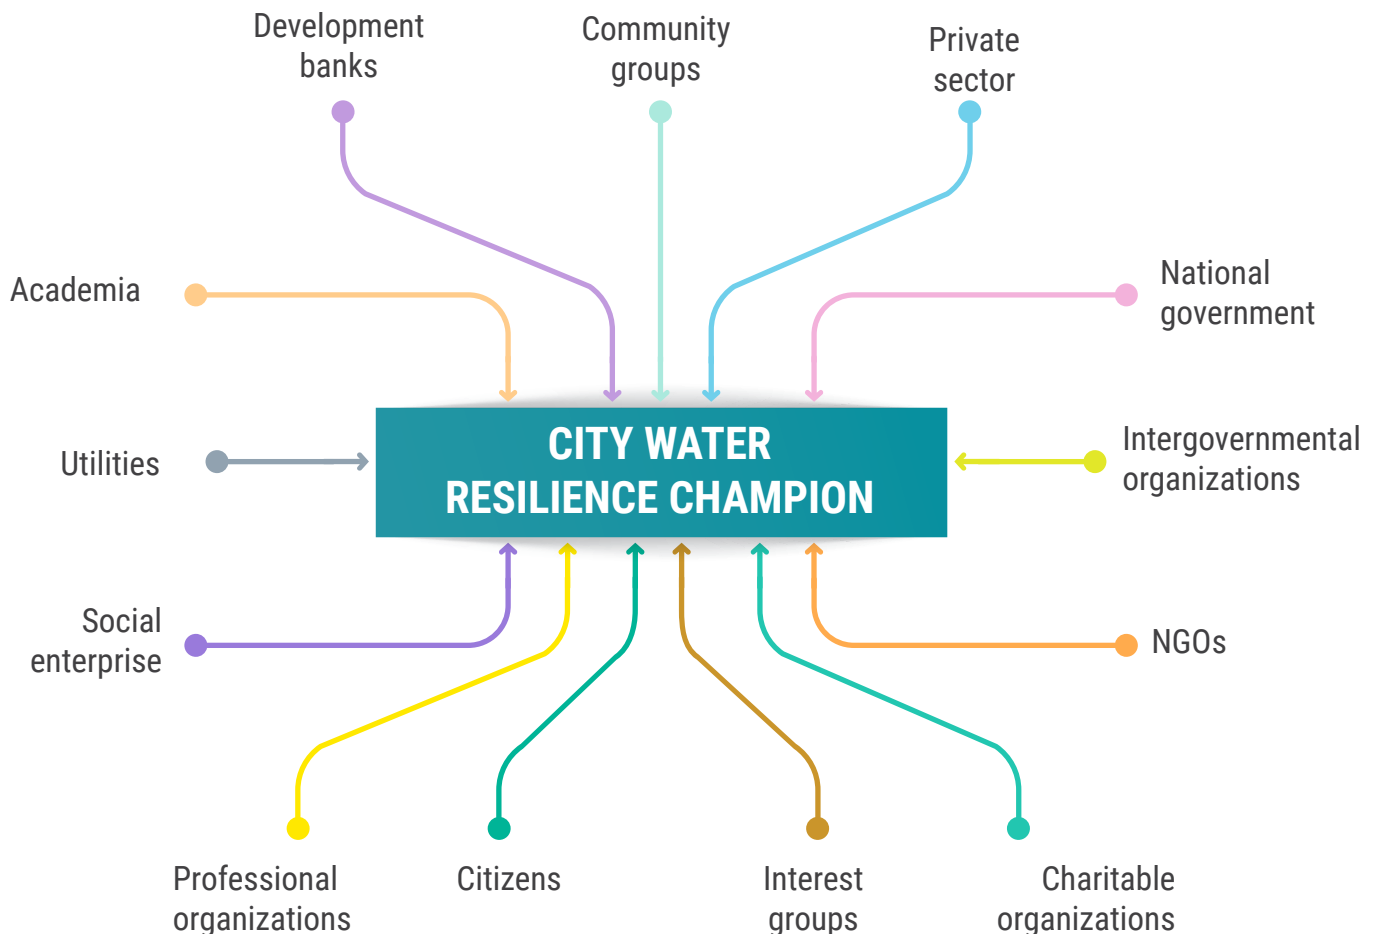 Development
banks
Community
groups
Private
sector
Academia
National
government
CITY WATER
RESILIENCE CHAMPION
Utilities
Intergovernmental
organizations
Social
enterprise
NGOs
Professional
organizations
Citizens
Interest
groups
Charitable
organizations